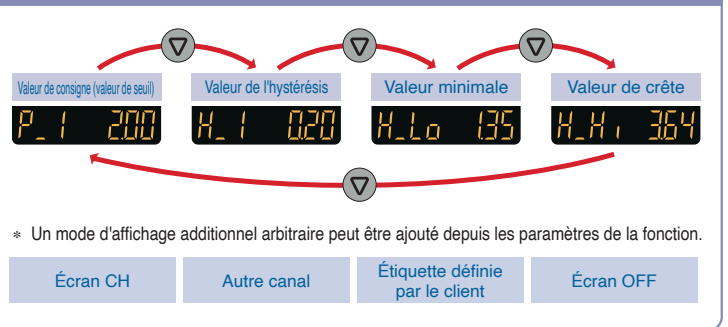 Valeur de consigne (valeur de seuil)
Valeur de l'hystérésis
Valeur minimale
Valeur de crête
P_1 2.00
H_1 0.20
H_Lo 1.35
H_Hi 3.64
* Un mode d'affichage additionnel arbitraire peut être ajouté depuis les paramètres de la fonction.
Écran CH
Autre canal
Étiquette définie
par le client
Écran OFF